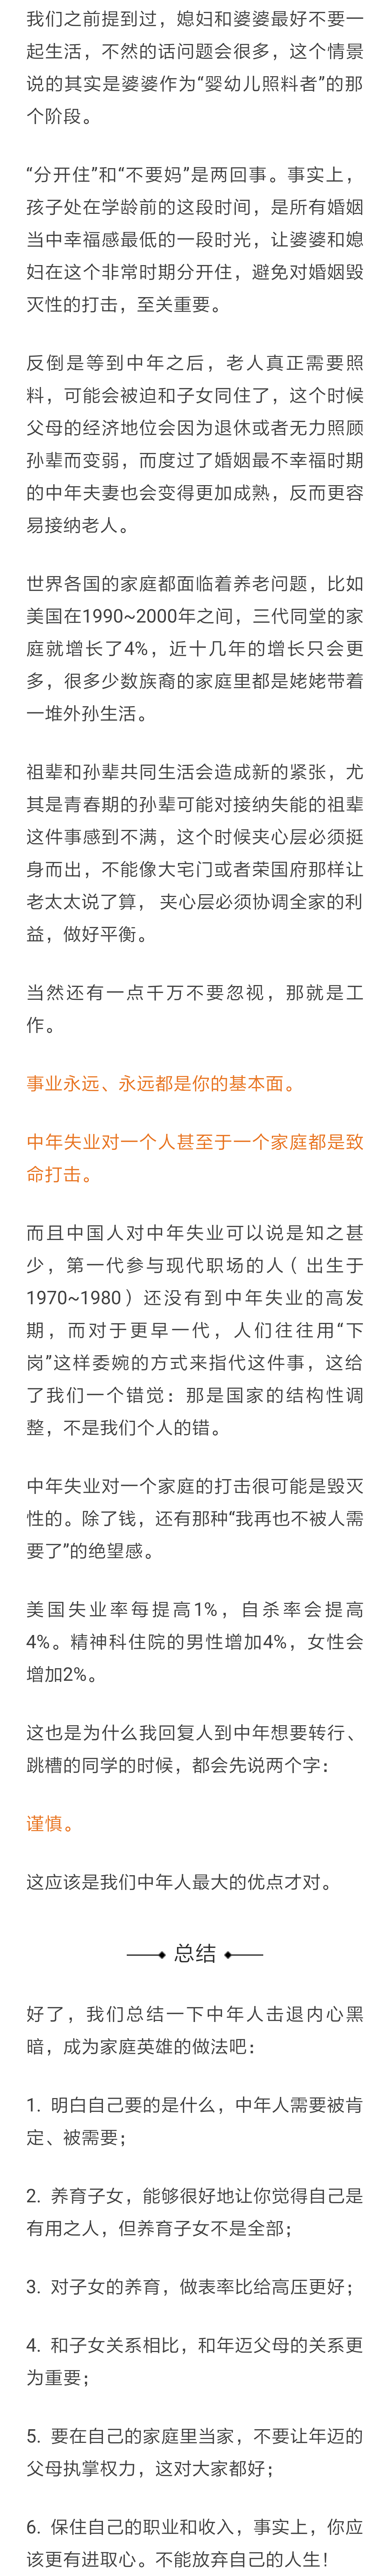 我们之前提到过，媳妇和婆婆最好不要一
起生活，不然的话问题会很多，这个情景
说的其实是婆婆作为“婴幼儿照料者”的那
个阶段。
“分开住”和“不要妈”是两回事。事实上，
孩子处在学龄前的这段时间，是所有婚姻
当中幸福感最低的一段时光，让婆婆和媳
妇在这个非常时期分开住，避免对婚姻毁
灭性的打击，至关重要。
反倒是等到中年之后，老人真正需要照
料，可能会被迫和子女同住了，这个时候
父母的经济地位会因为退休或者无力照顾
孙辈而变弱，而度过了婚姻最不幸福时期
的中年夫妻也会变得更加成熟，反而更容
易接纳老人。
世界各国的家庭都面临着养老问题，比如
美国在1990~2000年之间，三代同堂的家
庭就增长了4%，近十几年的增长只会更
多，很多少数族裔的家庭里都是姥姥带着
一堆外孙生活。
祖辈和孙辈共同生活会造成新的紧张，尤
其是青春期的孙辈可能对接纳失能的祖辈
这件事感到不满，这个时候夹心层必须挺
身而出，不能像大宅门或者荣国府那样让
老太太说了算， 夹心层必须协调全家的利
益，做好平衡。
当然还有一点千万不要忽视，那就是工
作。
事业永远、永远都是你的基本面。
中年失业对一个人甚至于一个家庭都是致
命打击。
而且中国人对中年失业可以说是知之甚
少，第一代参与现代职场的人（ 出生于
1970~1980 ）还没有到中年失业的高发
期，而对于更早一代，人们往往用“下
岗”这样委婉的方式来指代这件事，这给
了我们一个错觉：那是国家的结构性调
整，不是我们个人的错。
中年失业对一个家庭的打击很可能是毁灭
性的。除了钱，还有那种“我再也不被人需
要了”的绝望感。
美国失业率每提高1%，自杀率会提高
4%。精神科住院的男性增加4%，女性会
增加2%。
这也是为什么我回复人到中年想要转行、
跳槽的同学的时候，都会先说两个字：
谨慎。
这应该是我们中年人最大的优点才对。
总结
好了，我们总结一下中年人击退内心黑
暗，成为家庭英雄的做法吧：
1. 明白自己要的是什么，中年人需要被肯
定、被需要；
2. 养育子女，能够很好地让你觉得自己是
有用之人，但养育子女不是全部；
3. 对子女的养育，做表率比给高压更好；
4. 和子女关系相比，和年迈父母的关系更
为重要；
5. 要在自己的家庭里当家，不要让年迈的
父母执掌权力，这对大家都好；
6. 保住自己的职业和收入，事实上，你应
该更有进取心。不能放弃自己的人生！